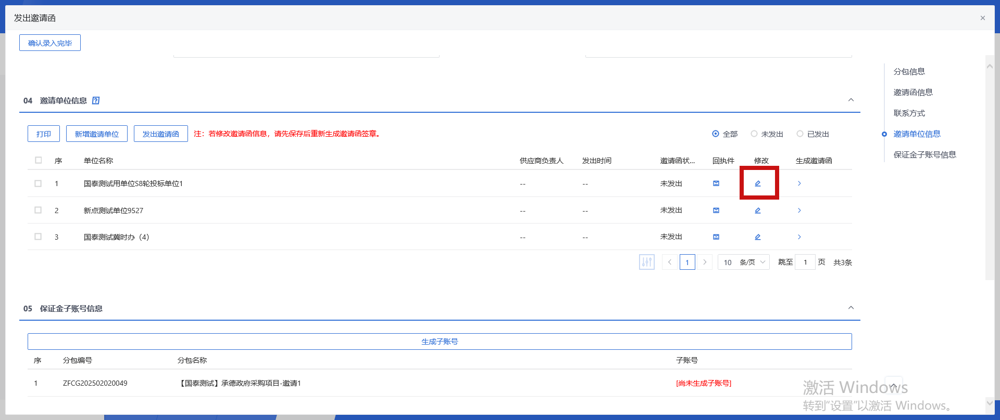 发出邀请函
确认录入完毕
分包信息
邀请函信息
联系方式
邀请单位信息
保证金子账号信息
04 邀请单位信息
打印 新增邀请单位 发出邀请函 注：若修改邀请函信息，请先保存后重新生成邀请函签章。 全部 未发出 已发出
序 单位名称 供应商负责人 发出时间 邀请函状... 回执件 修改 生成邀请函
1 国泰测试用单位S8轮投标单位1 -- -- 未发出
2 新点测试单位9527 -- -- 未发出
3 国泰测试冀时办（4） -- -- 未发出
1 10 条/页 跳至 1 页 共3条
05 保证金子账号信息
生成子账号
序 分包编号 分包名称 子账号
1 ZFCG202502020049 【国泰测试】承德政府采购项目-邀请1 [尚未生成子账号]
激活 Windows
转到“设置”以激活 Windows。